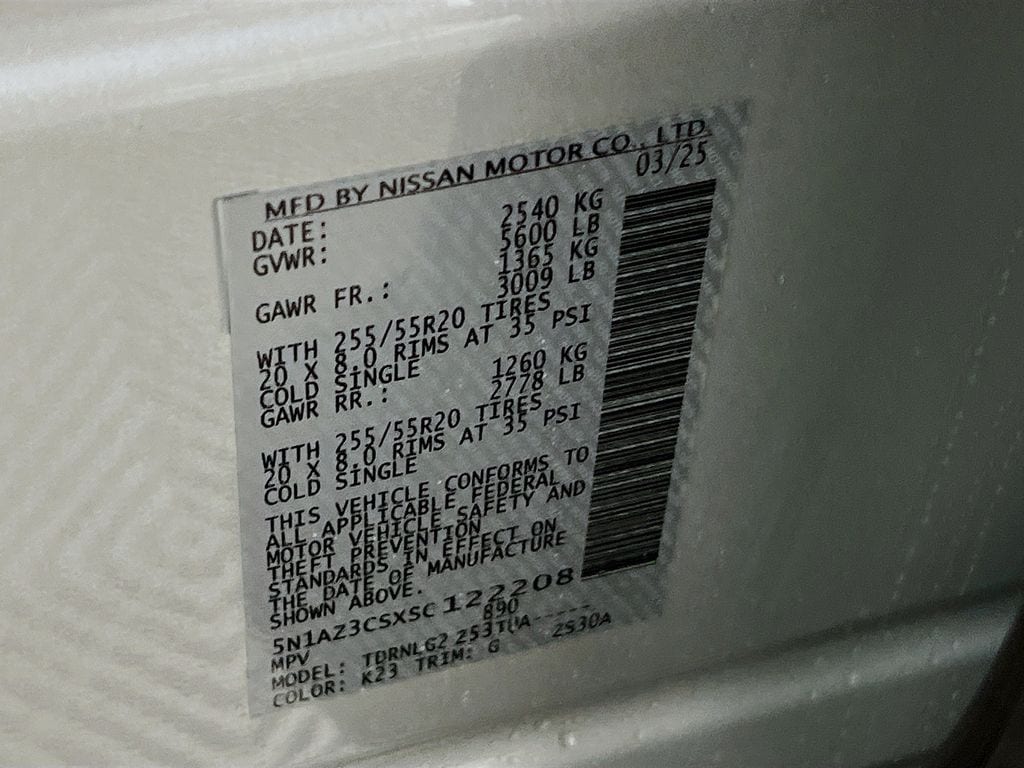 MFD BY NISSAN MOTOR CO., LTD.
DATE: 03/25
GVWR: 2540 KG
5600 LB
GAWR FR.: 1365 KG
3009 LB
WITH 255/55R20 TIRES
20 X 8.0 RIMS AT 35 PSI
COLD SINGLE
GAWR RR.: 1260 KG
2778 LB
WITH 255/55R20 TIRES
20 X 8.0 RIMS AT 35 PSI
COLD SINGLE
THIS VEHICLE CONFORMS TO
ALL APPLICABLE FEDERAL
MOTOR VEHICLE SAFETY AND
THEFT PREVENTION
STANDARDS IN EFFECT ON
THE DATE OF MANUFACTURE
SHOWN ABOVE.
5N1AZ3CSXSC122208
MPV 890
MODEL: TDRNLG2 253TUA-----
COLOR: K23 TRIM: G 2S30A